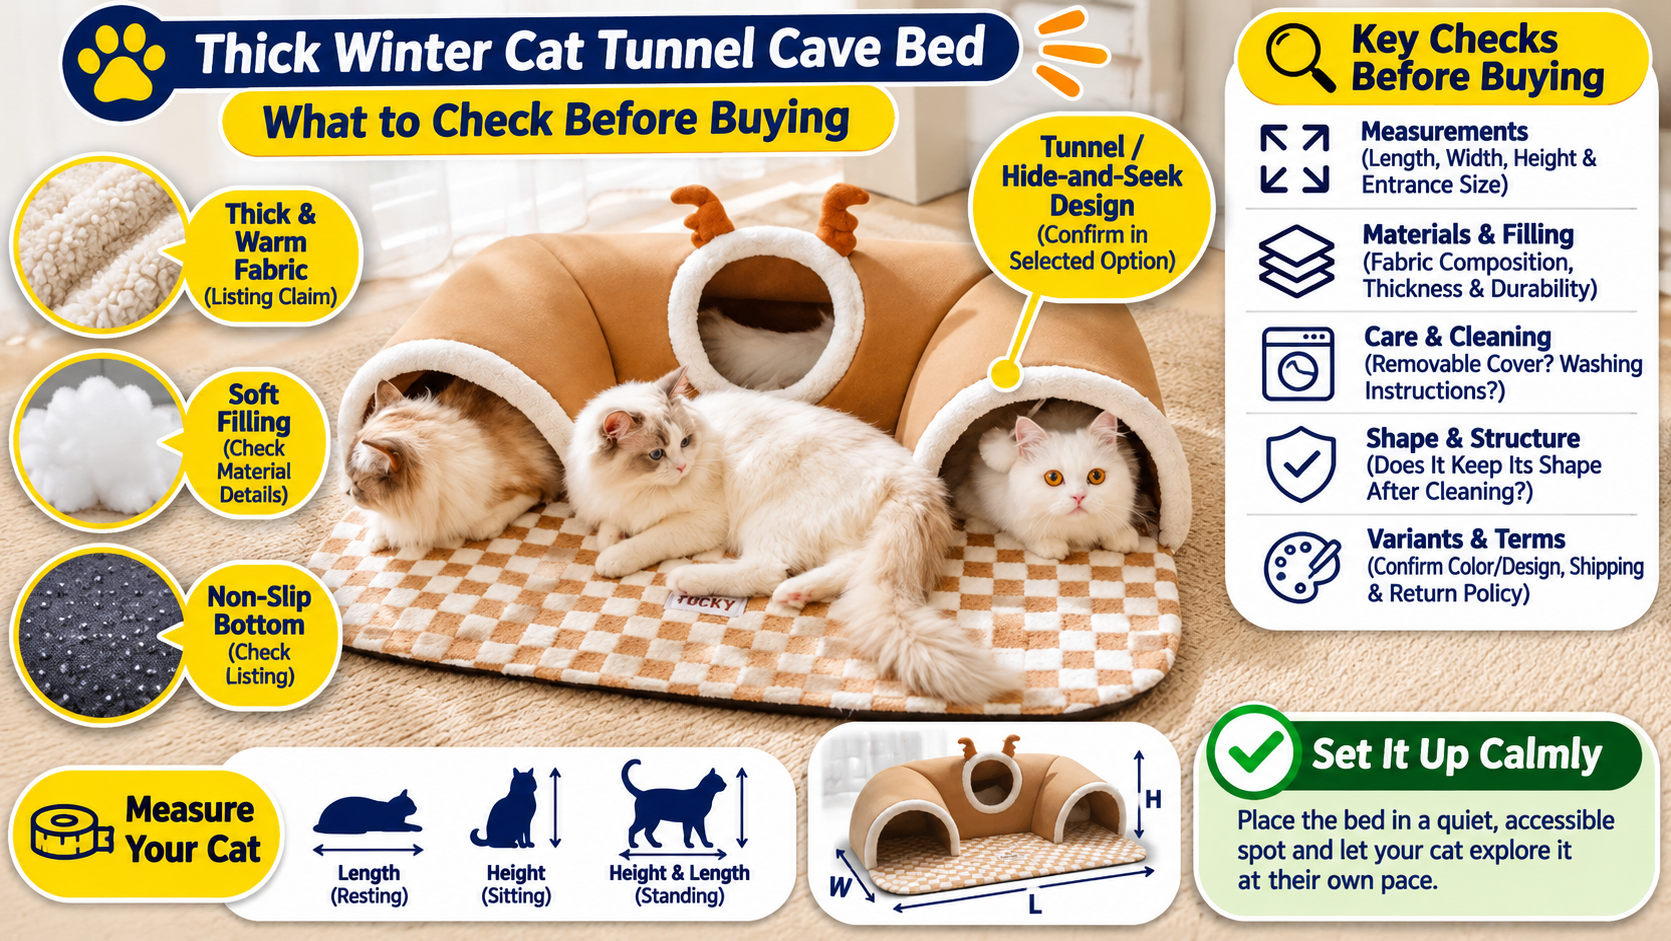 Thick Winter Cat Tunnel Cave Bed
What to Check Before Buying
Thick &
Warm
Fabric
(Listing Claim)
Soft
Filling
(Check
Material
Details)
Non-Slip
Bottom
(Check
Listing)
Tunnel /
Hide-and-Seek
Design
(Confirm in
Selected Option)
Key Checks
Before Buying
Measurements
(Length, Width, Height &
Entrance Size)
Materials & Filling
(Fabric Composition,
Thickness & Durability)
Care & Cleaning
(Removable Cover? Washing
Instructions?)
Shape & Structure
(Does It Keep Its Shape
After Cleaning?)
Variants & Terms
(Confirm Color/Design, Shipping
& Return Policy)
Measure
Your Cat
Length
(Resting)
Height
(Sitting)
Height & Length
(Standing)
H
W
L
Set It Up Calmly
Place the bed in a quiet, accessible
spot and let your cat explore it
at their own pace.